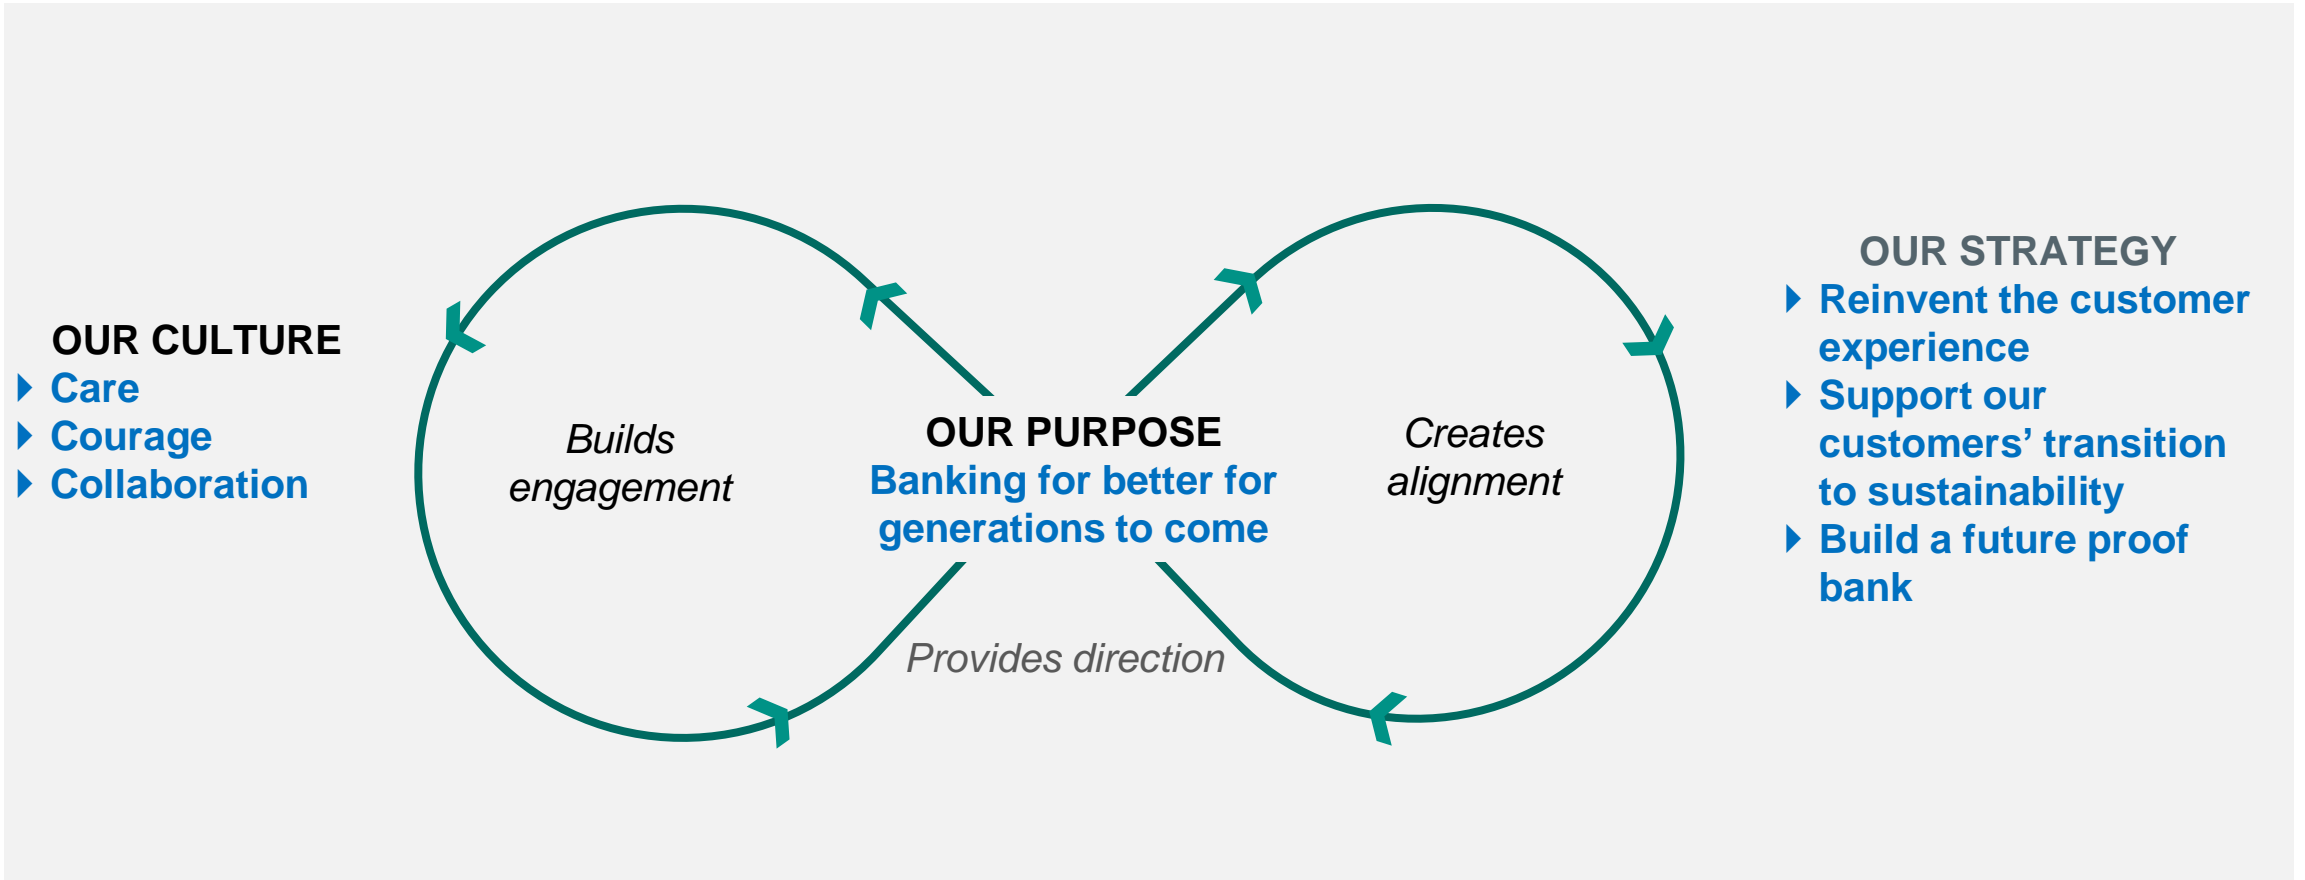 OUR CULTURE
Care
Courage
Collaboration
Builds
engagement
OUR PURPOSE
Banking for better for
generations to come
Provides direction
Creates
alignment
OUR STRATEGY
Reinvent the customer
experience
Support our
customers’ transition
to sustainability
Build a future proof
bank